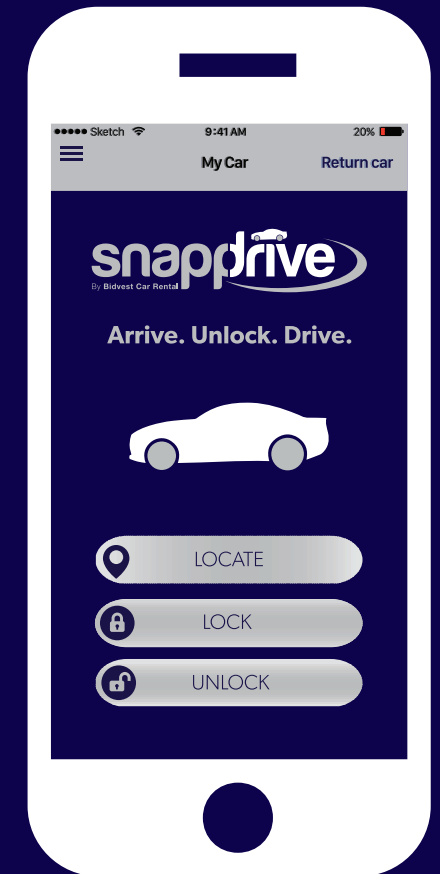 Sketch 9:41 AM 20%
My Car Return car
snappdrive
By Bidvest Car Rental
Arrive. Unlock. Drive.
LOCATE
LOCK
UNLOCK